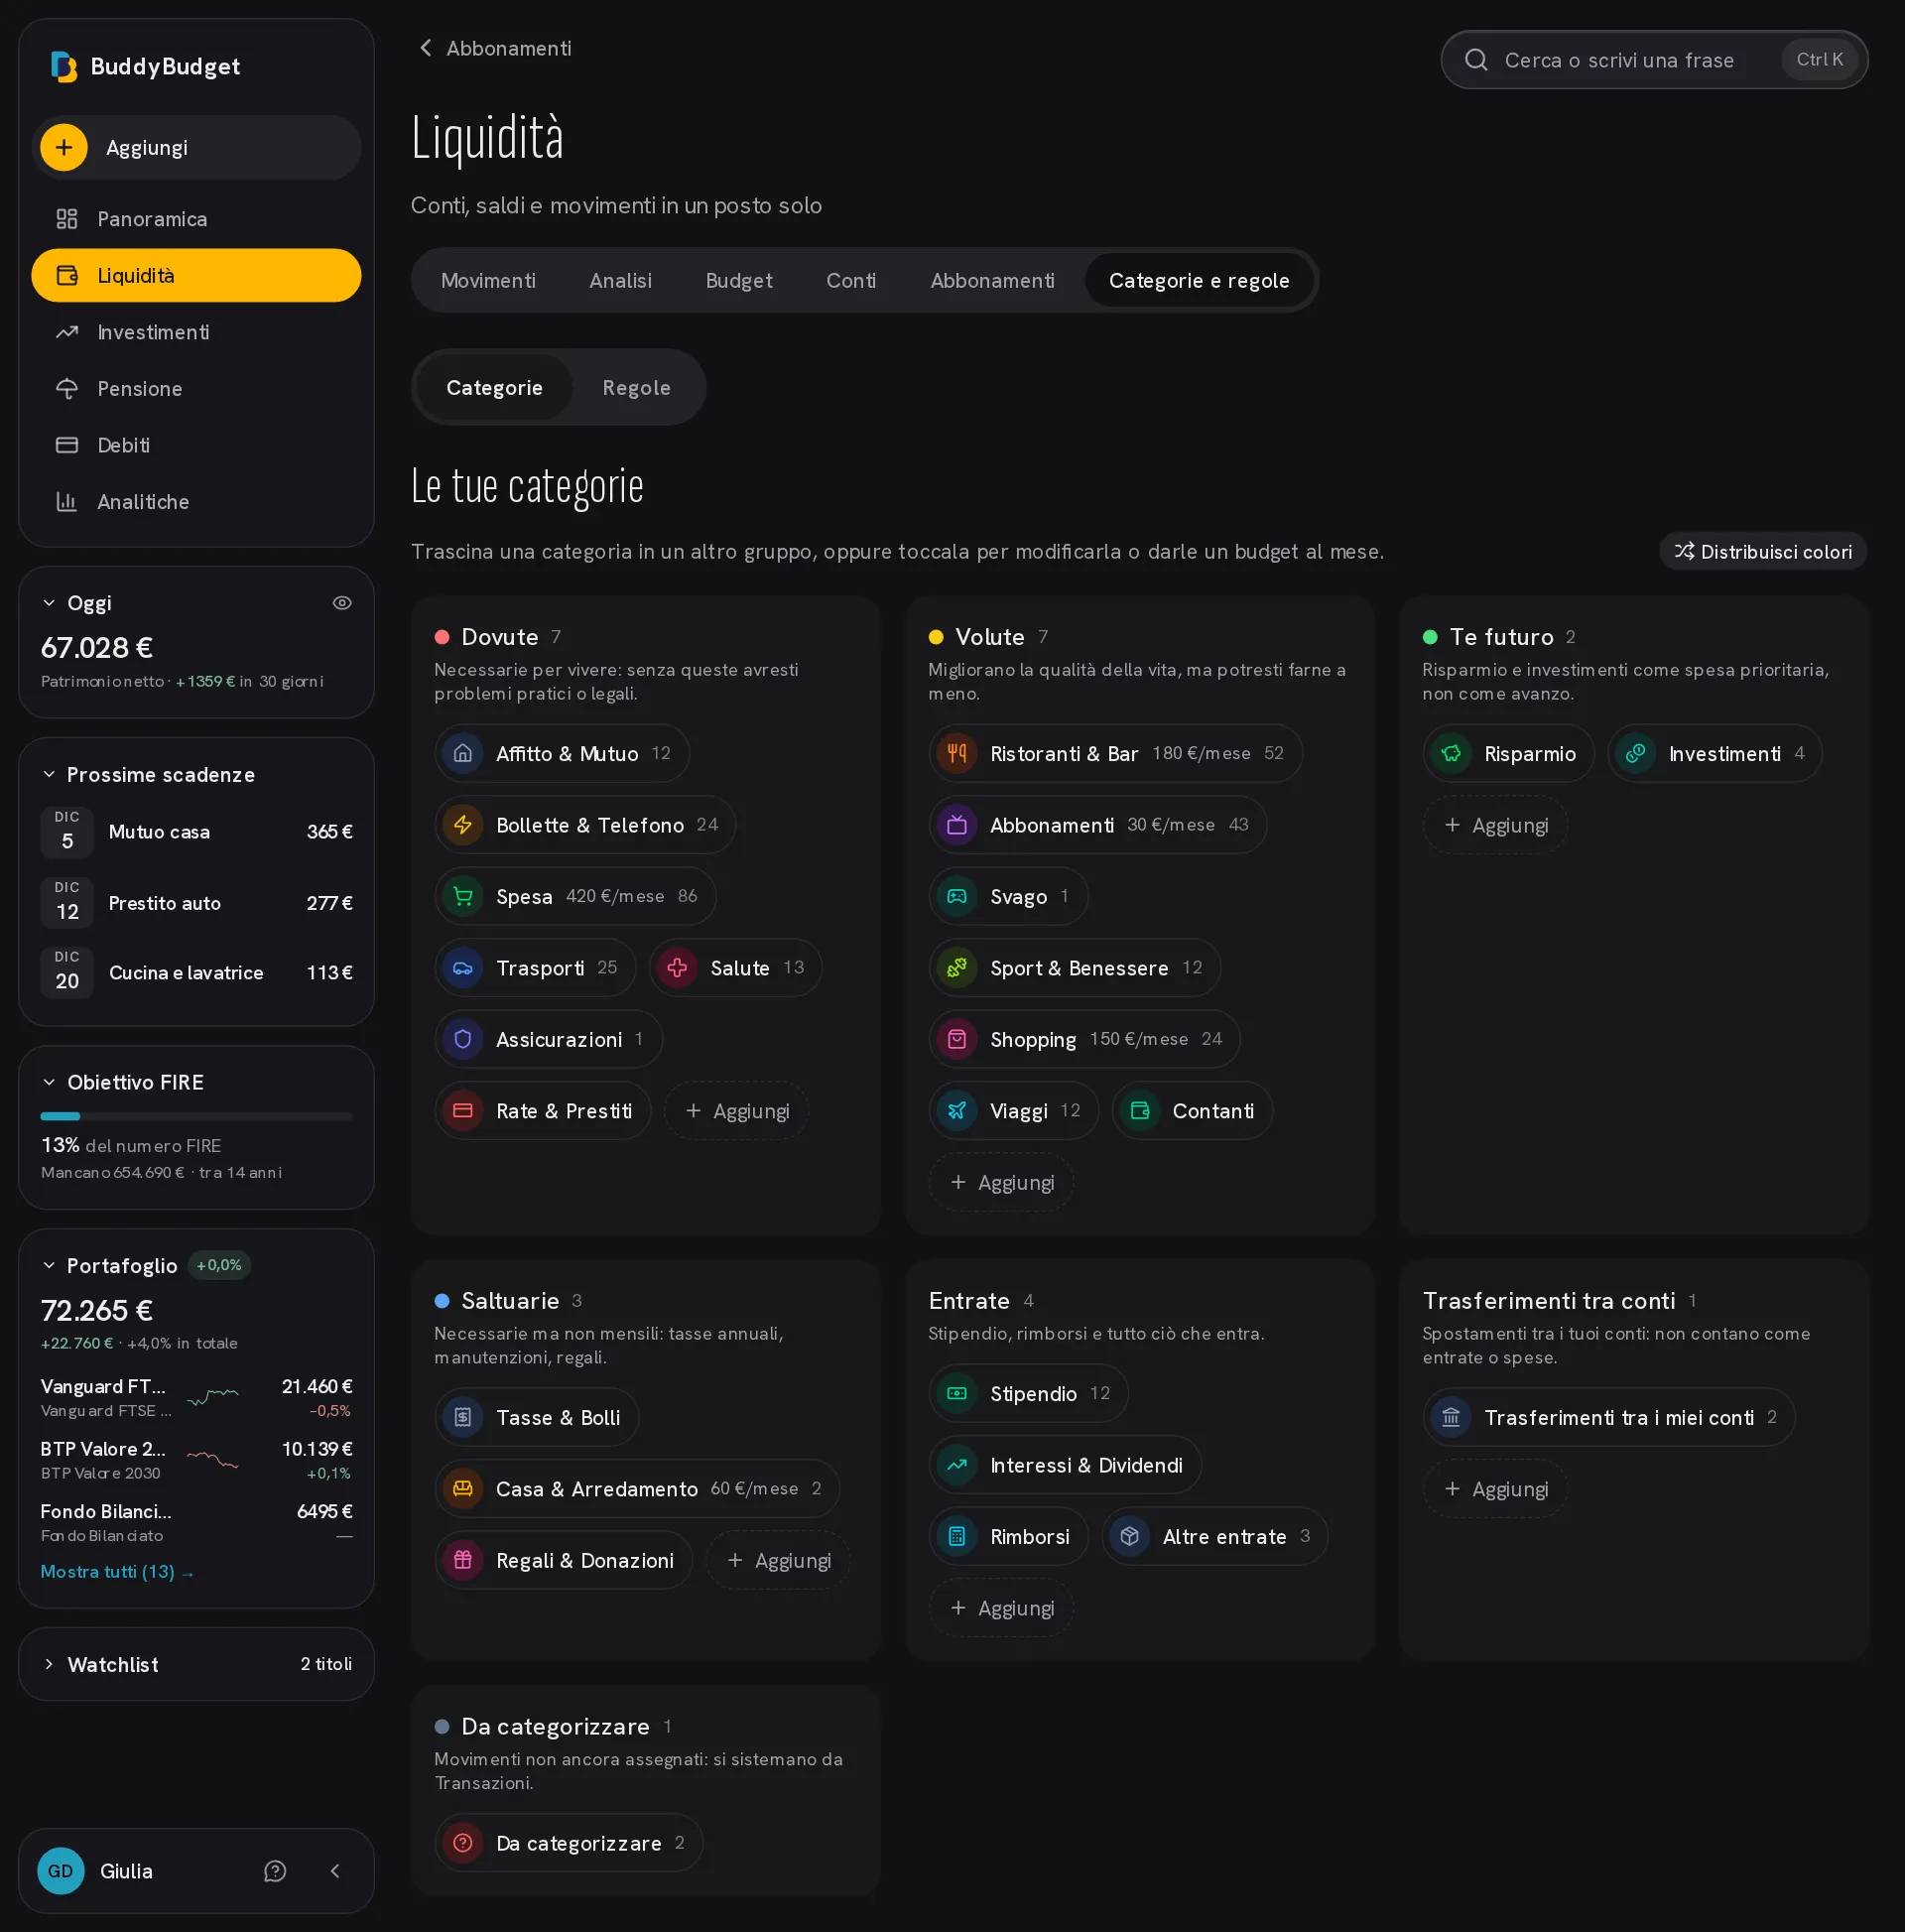 BuddyBudget
Aggiungi
Panoramica
Liquidità
Investimenti
Pensione
Debiti
Analitiche
Oggi
67.028 €
Patrimonio netto · +1359 € in 30 giorni
Prossime scadenze
DIC
5
Mutuo casa
365 €
DIC
12
Prestito auto
277 €
DIC
20
Cucina e lavatrice
113 €
Obiettivo FIRE
13% del numero FIRE
Mancano 654.690 € · tra 14 anni
Portafoglio +0,0%
72.265 €
+22.760 € · +4,0% in totale
Vanguard FT... 21.460 €
Vanguard FTSE ... -0,5%
BTP Valore 2... 10.139 €
BTP Valore 2030 +0,1%
Fondo Bilanci... 6495 €
Fondo Bilanciato —
Mostra tutti (13) →
Watchlist 2 titoli
GD Giulia
Abbonamenti
Cerca o scrivi una frase Ctrl K
Liquidità
Conti, saldi e movimenti in un posto solo
Movimenti Analisi Budget Conti Abbonamenti Categorie e regole
Categorie Regole
Le tue categorie
Trascina una categoria in un altro gruppo, oppure toccala per modificarla o darle un budget al mese.
Distribuisci colori
Dovute 7
Necessarie per vivere: senza queste avresti
problemi pratici o legali.
Affitto & Mutuo 12
Bollette & Telefono 24
Spesa 420 €/mese 86
Trasporti 25 Salute 13
Assicurazioni 1
Rate & Prestiti + Aggiungi
Volute 7
Migliorano la qualità della vita, ma potresti farne a
meno.
Ristoranti & Bar 180 €/mese 52
Abbonamenti 30 €/mese 43
Svago 1
Sport & Benessere 12
Shopping 150 €/mese 24
Viaggi 12 Contanti
+ Aggiungi
Te futuro 2
Risparmio e investimenti come spesa prioritaria,
non come avanzo.
Risparmio Investimenti 4
+ Aggiungi
Saltuarie 3
Necessarie ma non mensili: tasse annuali,
manutenzioni, regali.
Tasse & Bolli
Casa & Arredamento 60 €/mese 2
Regali & Donazioni + Aggiungi
Entrate 4
Stipendio, rimborsi e tutto ciò che entra.
Stipendio 12
Interessi & Dividendi
Rimborsi Altre entrate 3
+ Aggiungi
Trasferimenti tra conti 1
Spostamenti tra i tuoi conti: non contano come
entrate o spese.
Trasferimenti tra i miei conti 2
+ Aggiungi
Da categorizzare 1
Movimenti non ancora assegnati: si sistemano da
Transazioni.
Da categorizzare 2